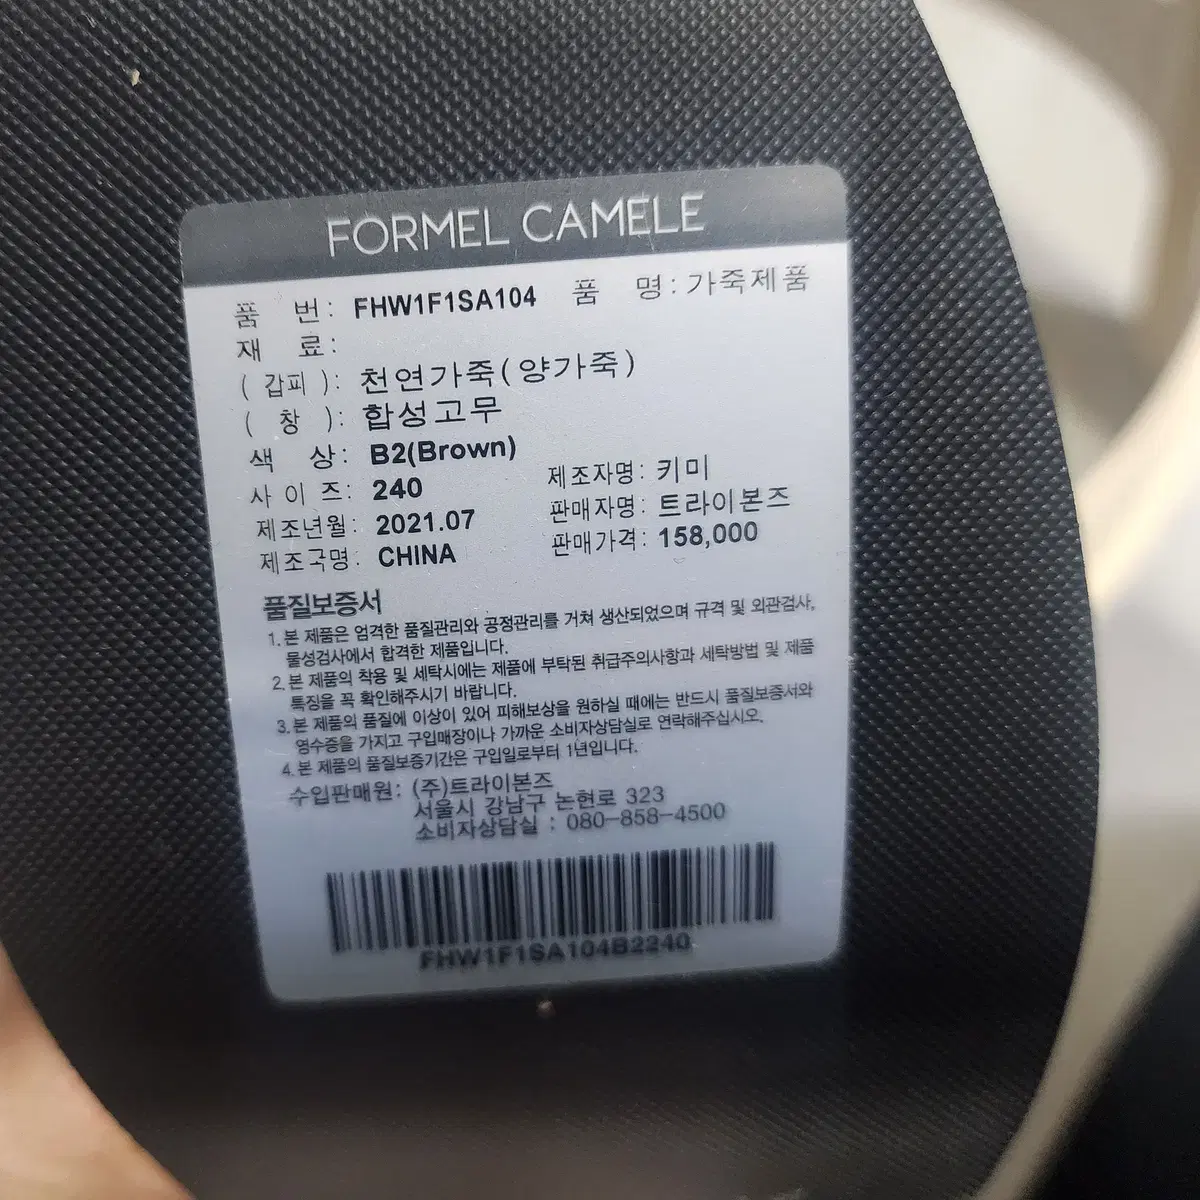 FORMEL CAMELE
품 번: FHW1F1SA104 품 명: 가죽제품
재 료:
( 갑피 ): 천연가죽(양가죽)
( 창 ): 합성고무
색 상: B2(Brown)
사 이 즈: 240 제조자명: 키미
제조년월: 2021.07 판매자명: 트라이본즈
제조국명: CHINA 판매가격: 158,000
품질보증서
1. 본 제품은 엄격한 품질관리와 공정관리를 거쳐 생산되었으며 규격 및 외관검사,
물성검사에서 합격한 제품입니다.
2. 본 제품의 착용 및 세탁시에는 제품에 부탁된 취급주의사항과 세탁방법 및 제품
특징을 꼭 확인해주시기 바랍니다.
3. 본 제품의 품질에 이상이 있어 피해보상을 원하실 때에는 반드시 품질보증서와
영수증을 가지고 구입매장이나 가까운 소비자상담실로 연락해주십시오.
4. 본 제품의 품질보증기간은 구입일로부터 1년입니다.
수입판매원: (주)트라이본즈
서울시 강남구 논현로 323
소비자상담실 : 080-858-4500
FHW1F1SA104B2240